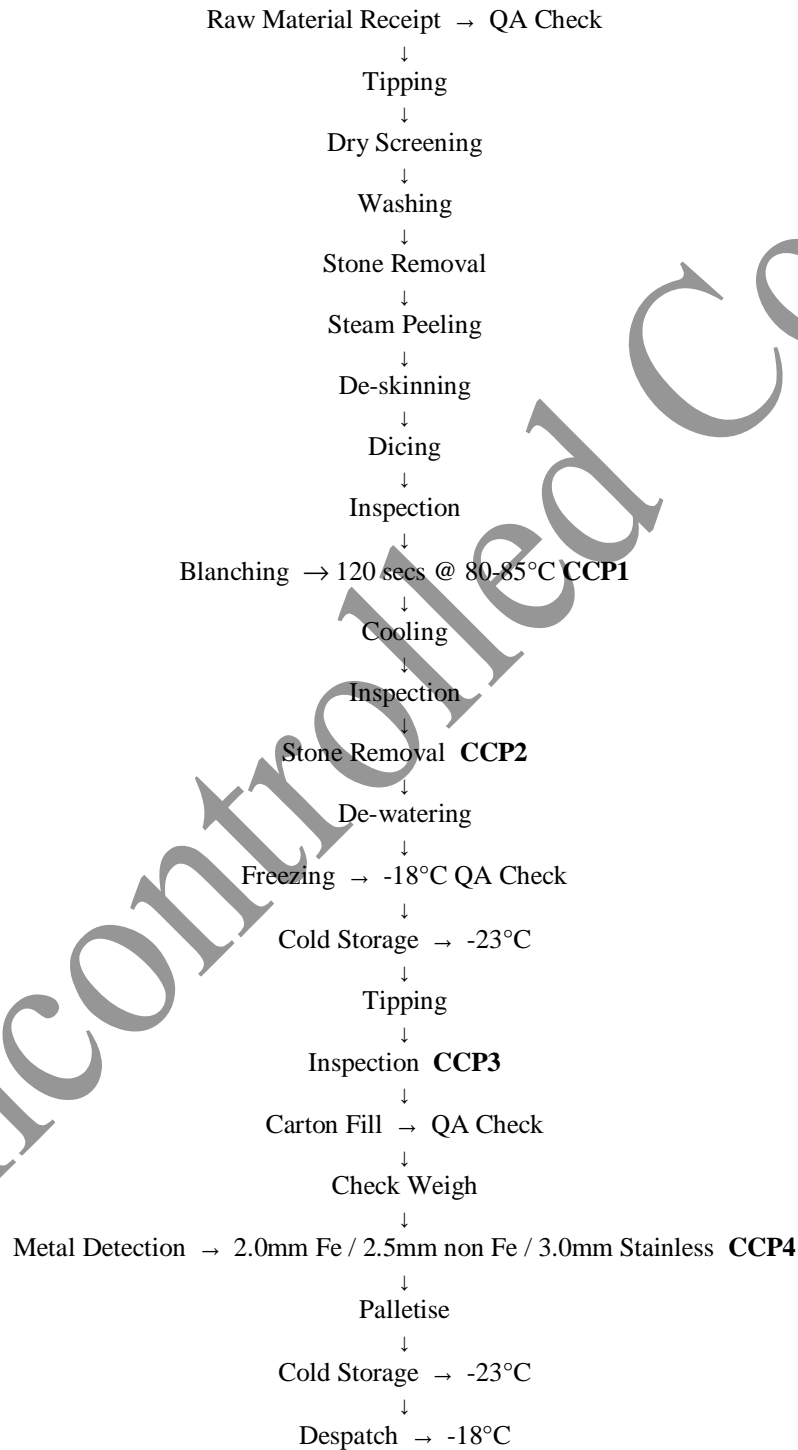 Raw Material Receipt → QA Check
↓
Tipping
↓
Dry Screening
↓
Washing
↓
Stone Removal
↓
Steam Peeling
↓
De-skinning
↓
Dicing
↓
Inspection
↓
Blanching → 120 secs @ 80-85°C CCP1
↓
Cooling
↓
Inspection
↓
Stone Removal CCP2
↓
De-watering
↓
Freezing → -18°C QA Check
↓
Cold Storage → -23°C
↓
Tipping
↓
Inspection CCP3
↓
Carton Fill → QA Check
↓
Check Weigh
↓
Metal Detection → 2.0mm Fe / 2.5mm non Fe / 3.0mm Stainless CCP4
↓
Palletise
↓
Cold Storage → -23°C
↓
Despatch → -18°C
ncontrolled Co